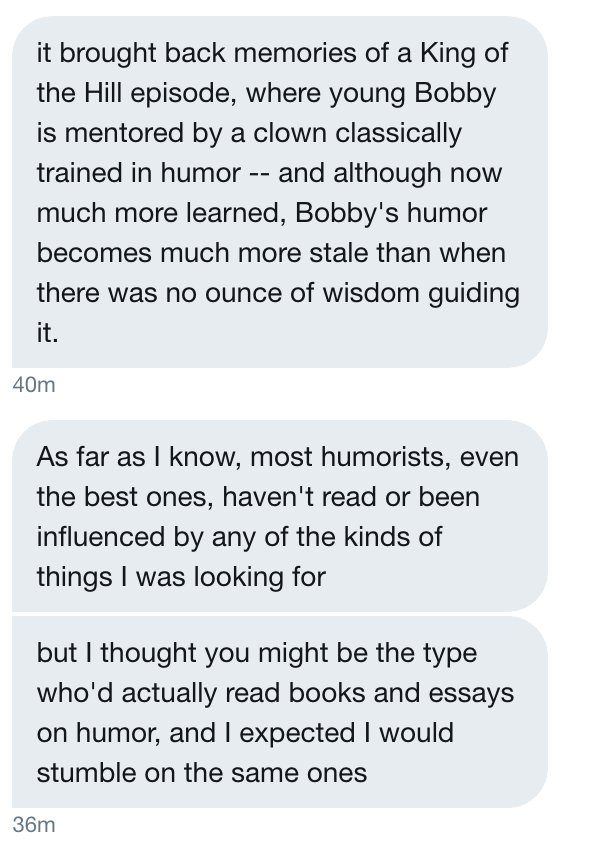 it brought back memories of a King of
the Hill episode, where young Bobby
is mentored by a clown classically
trained in humor -- and although now
much more learned, Bobby's humor
becomes much more stale than when
there was no ounce of wisdom guiding
it.
40m
As far as I know, most humorists, even
the best ones, haven't read or been
influenced by any of the kinds of
things I was looking for
but I thought you might be the type
who'd actually read books and essays
on humor, and I expected I would
stumble on the same ones
36m